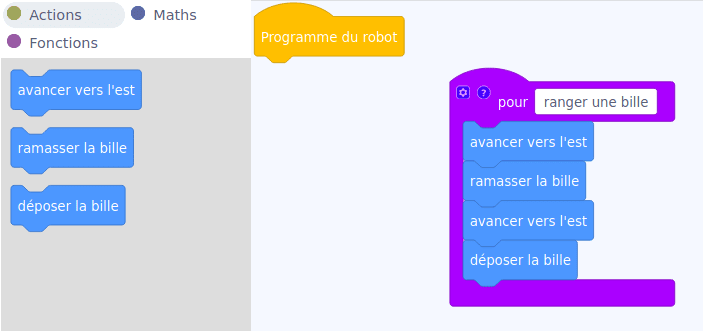 Actions
Maths
Fonctions
avancer vers l'est
ramasser la bille
déposer la bille
Programme du robot
? pour ranger une bille
avancer vers l'est
ramasser la bille
avancer vers l'est
déposer la bille